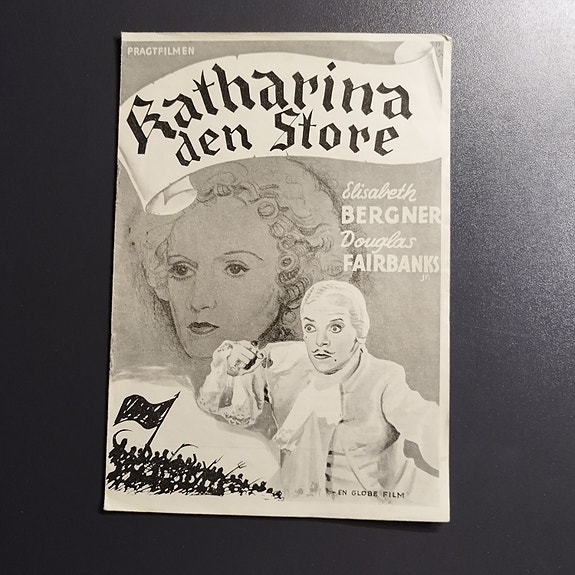 PRAGTFILMEN
Katharina
den Store
Elisabeth
BERGNER
Douglas
FAIRBANKS
jr.
EN GLOBE FILM